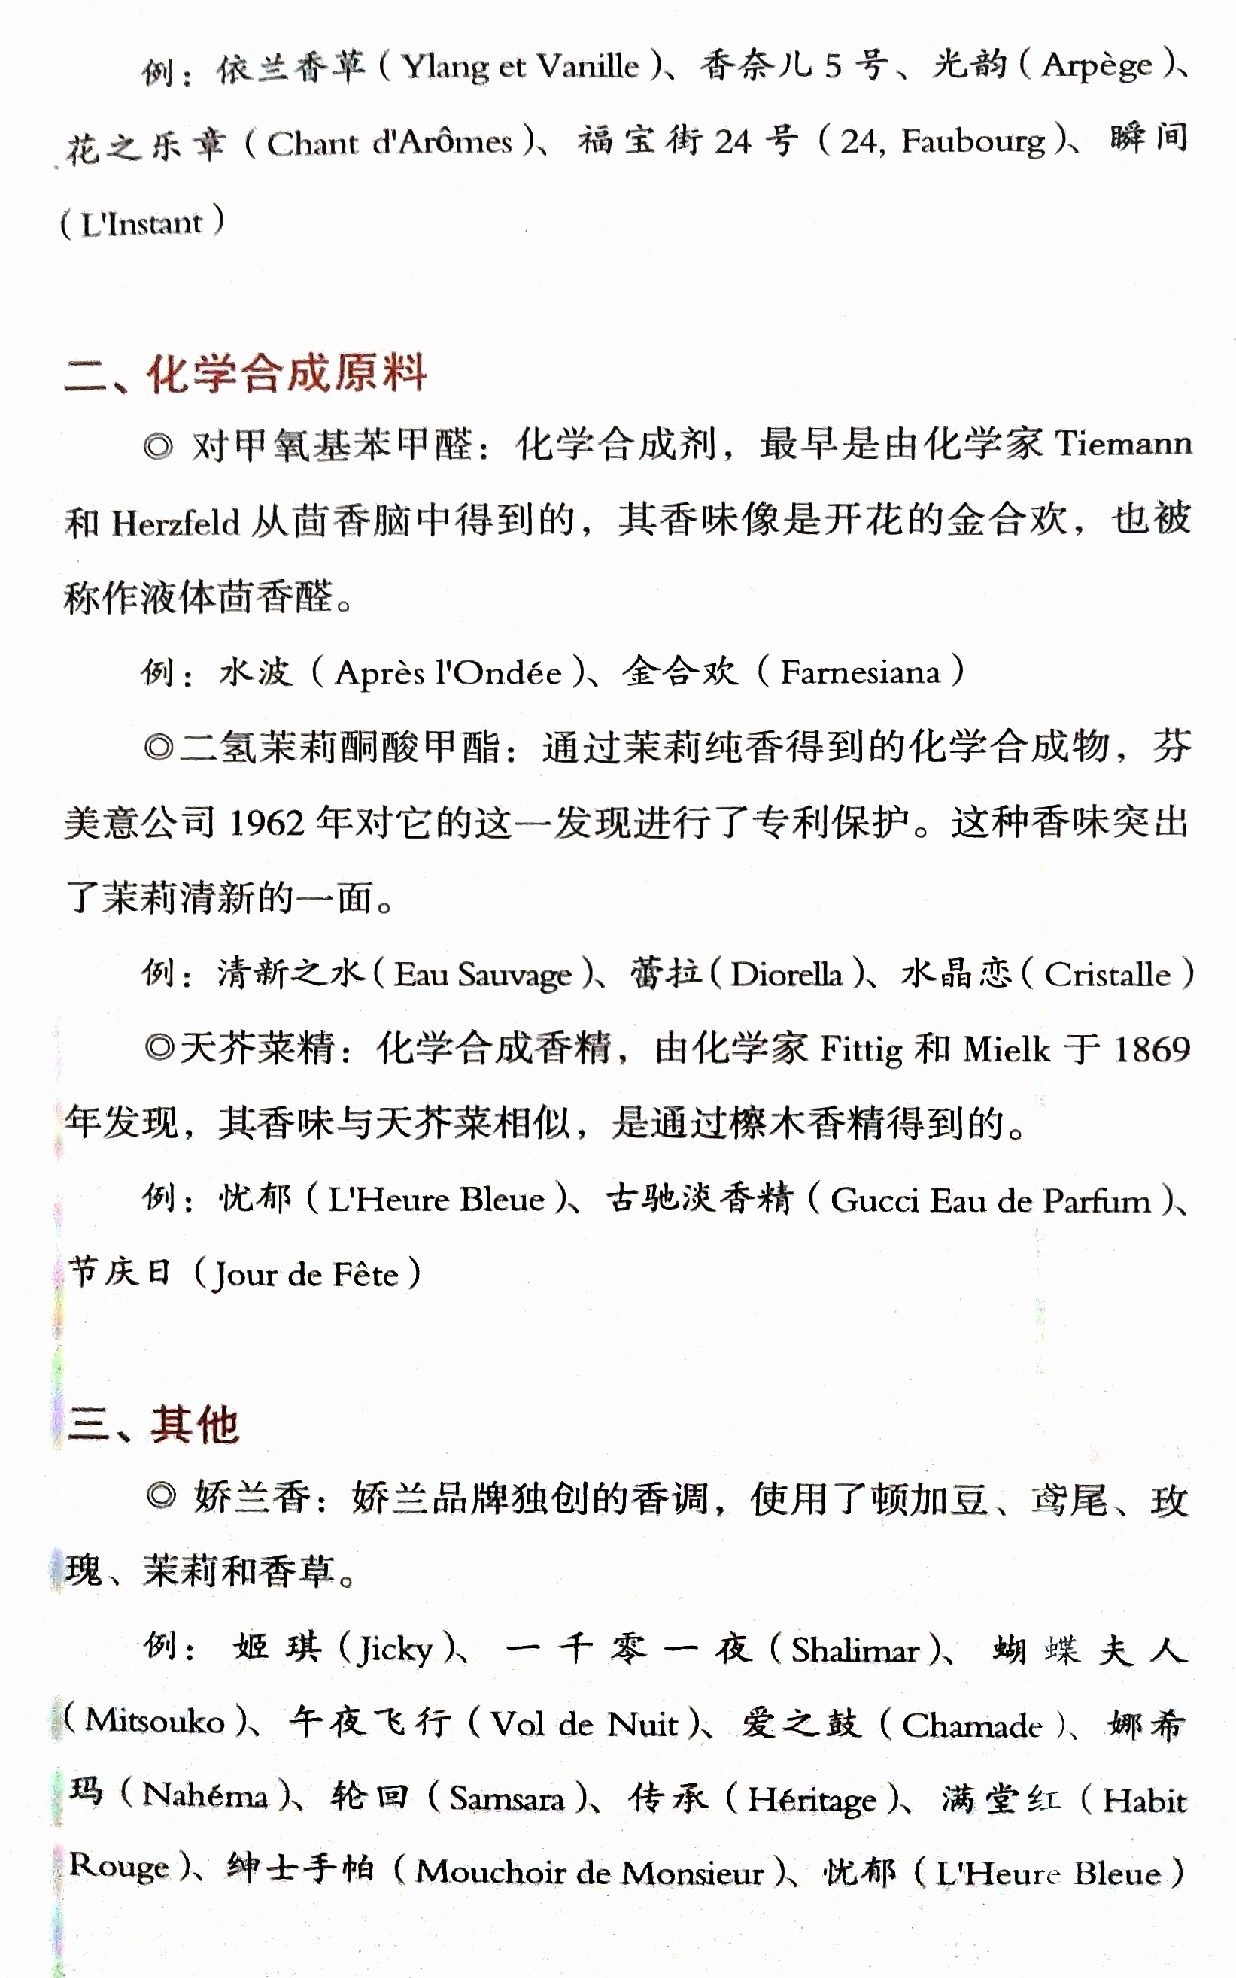 例：依兰香草（Ylang et Vanille）、香奈儿 5 号、光韵（Arpège）、
花之乐章（Chant d'Arômes）、福宝街 24 号（24, Faubourg）、瞬间
（L'Instant）
二、化学合成原料
◎ 对甲氧基苯甲醛：化学合成剂，最早是由化学家 Tiemann
和 Herzfeld 从茴香脑中得到的，其香味像是开花的金合欢，也被
称作液体茴香醛。
例：水波（Après l'Ondée）、金合欢（Farnesiana）
◎二氢茉莉酮酸甲酯：通过茉莉纯香得到的化学合成物，芬
美意公司 1962 年对它的这一发现进行了专利保护。这种香味突出
了茉莉清新的一面。
例：清新之水（Eau Sauvage）、蕾拉（Diorella）、水晶恋（Cristalle）
◎天芥菜精：化学合成香精，由化学家 Fittig 和 Mielk 于 1869
年发现，其香味与天芥菜相似，是通过檫木香精得到的。
例：忧郁（L'Heure Bleue）、古驰淡香精（Gucci Eau de Parfum）、
节庆日（Jour de Fête）
三、其他
◎ 娇兰香：娇兰品牌独创的香调，使用了顿加豆、鸢尾、玫
瑰、茉莉和香草。
例：姬琪（Jicky）、一千零一夜（Shalimar）、蝴蝶夫人
（Mitsouko）、午夜飞行（Vol de Nuit）、爱之鼓（Chamade）、娜希
玛（Nahéma）、轮回（Samsara）、传承（Héritage）、满堂红（Habit
Rouge）、绅士手帕（Mouchoir de Monsieur）、忧郁（L'Heure Bleue）